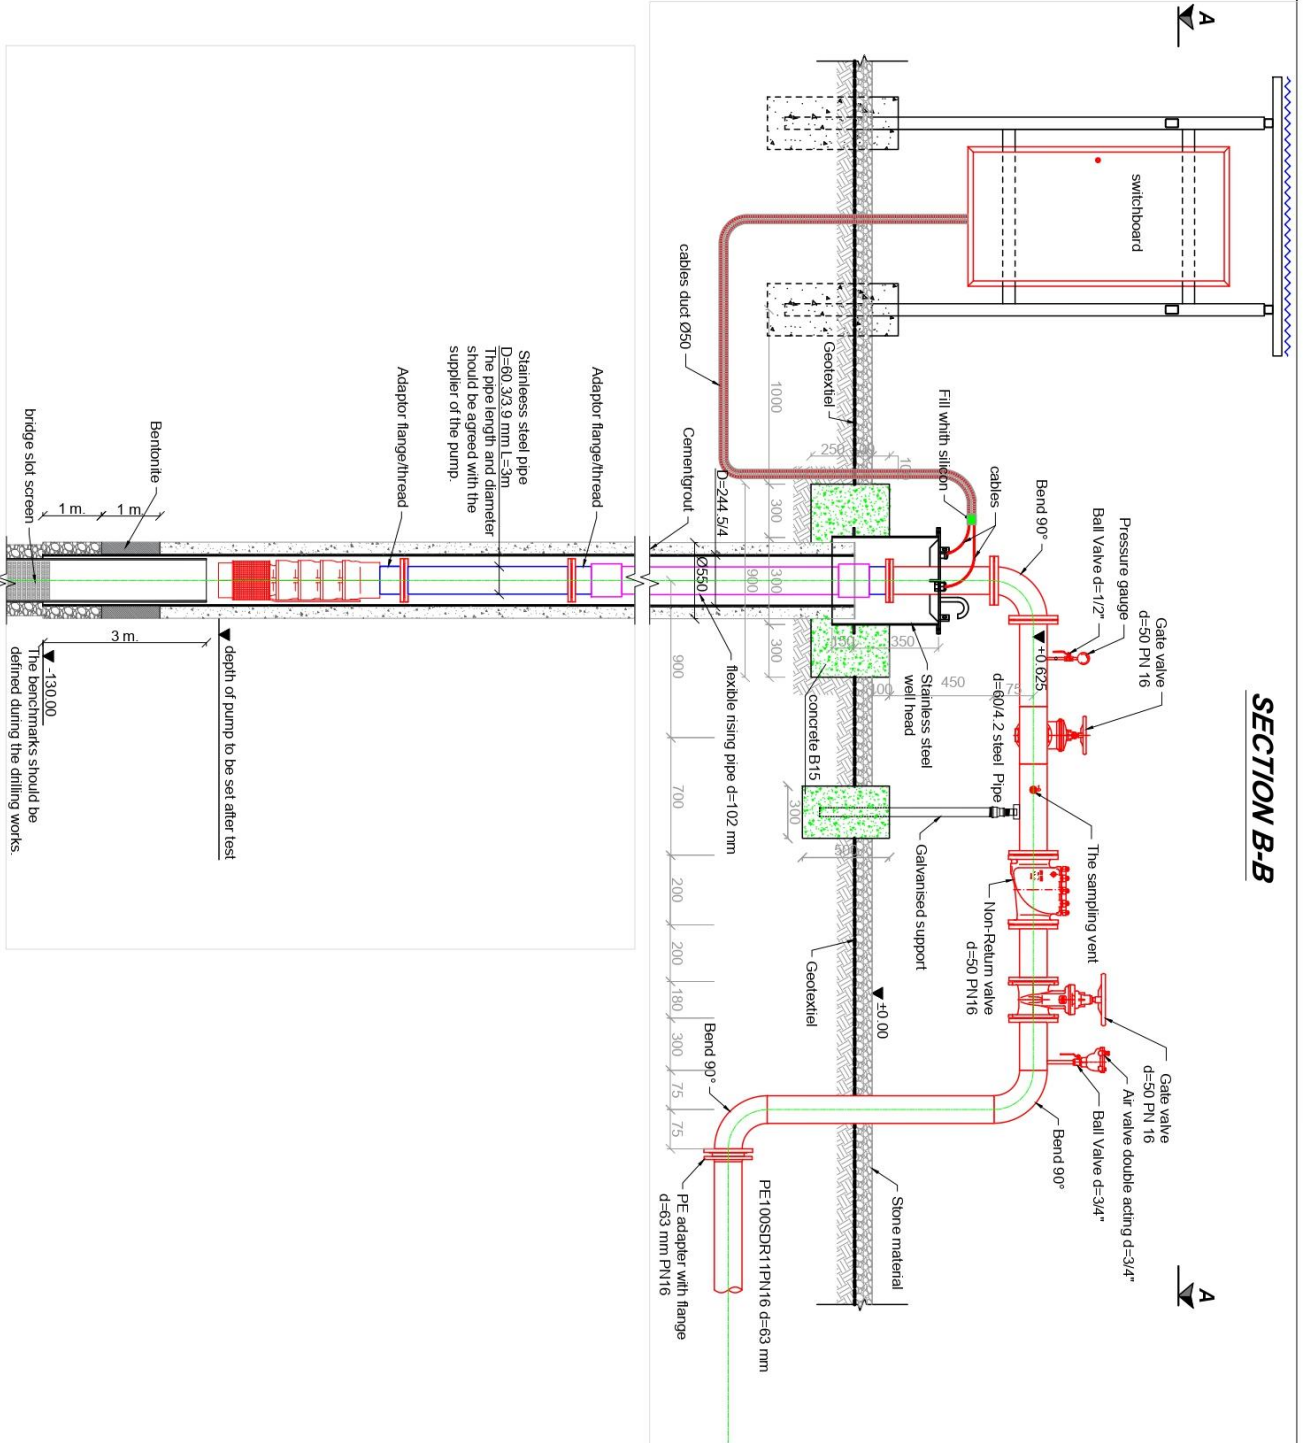 SECTION B-B
A
A
switchboard
cables duct Ø50
Geotextiel
Fill whith silicon
cables
Bend 90°
Ball Valve d=1/2"
Pressure gauge
Gate valve
d=50 PN 16
+0.625
d=60/4.2 steel Pipe
The sampling vent
Non-Return valve
d=50 PN16
Gate valve
d=50 PN 16
Air valve double acting d=3/4"
Ball Valve d=3/4"
Bend 90°
Stainless steel
well head
Galvanised support
concrete B15
±0.00
Geotextiel
Stone material
Bend 90°
PE100SDR11PN16 d=63 mm
PE adapter with flange
d=63 mm PN16
Cementgrout
D=244.5/4
Ø550
flexible rising pipe d=102 mm
1000
250
300
300
300
900
150
350
100
450
75
300
900
700
200
200
180
300
75
75
Adaptor flange/thread
Stainleess steel pipe
D=60.3/3.9 mm L=3m
The pipe length and diameter
should be agreed with the
supplier of the pump.
Adaptor flange/thread
Bentonite
bridge slot screen
1 m.
1 m.
3 m.
depth of pump to be set after test
-130.00
The benchmarks should be
defined during the drilling works.